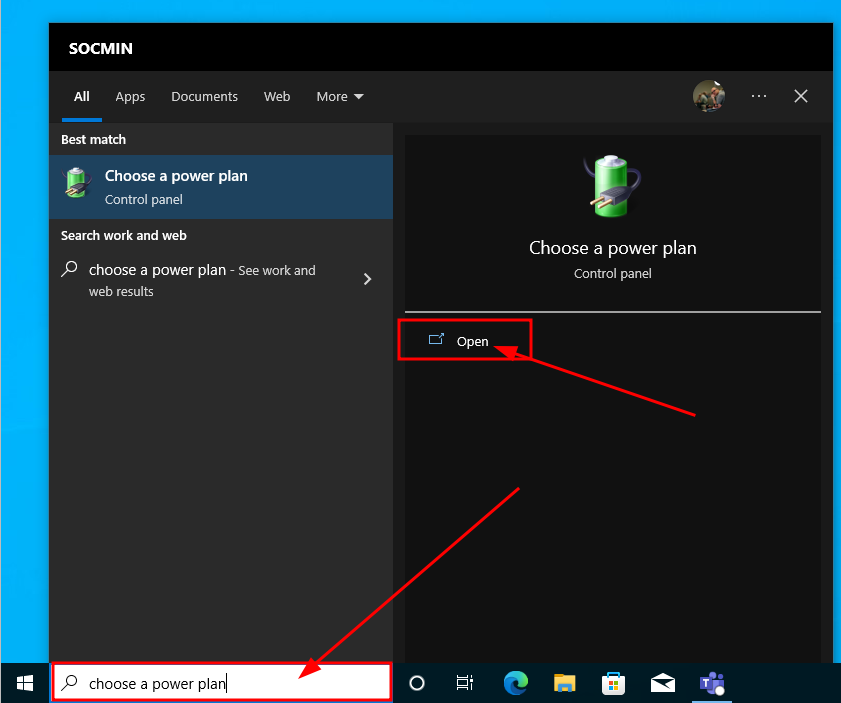 SOCMIN
All Apps Documents Web More
Best match
Choose a power plan
Control panel
Search work and web
choose a power plan - See work and
web results
Choose a power plan
Control panel
Open
choose a power plan